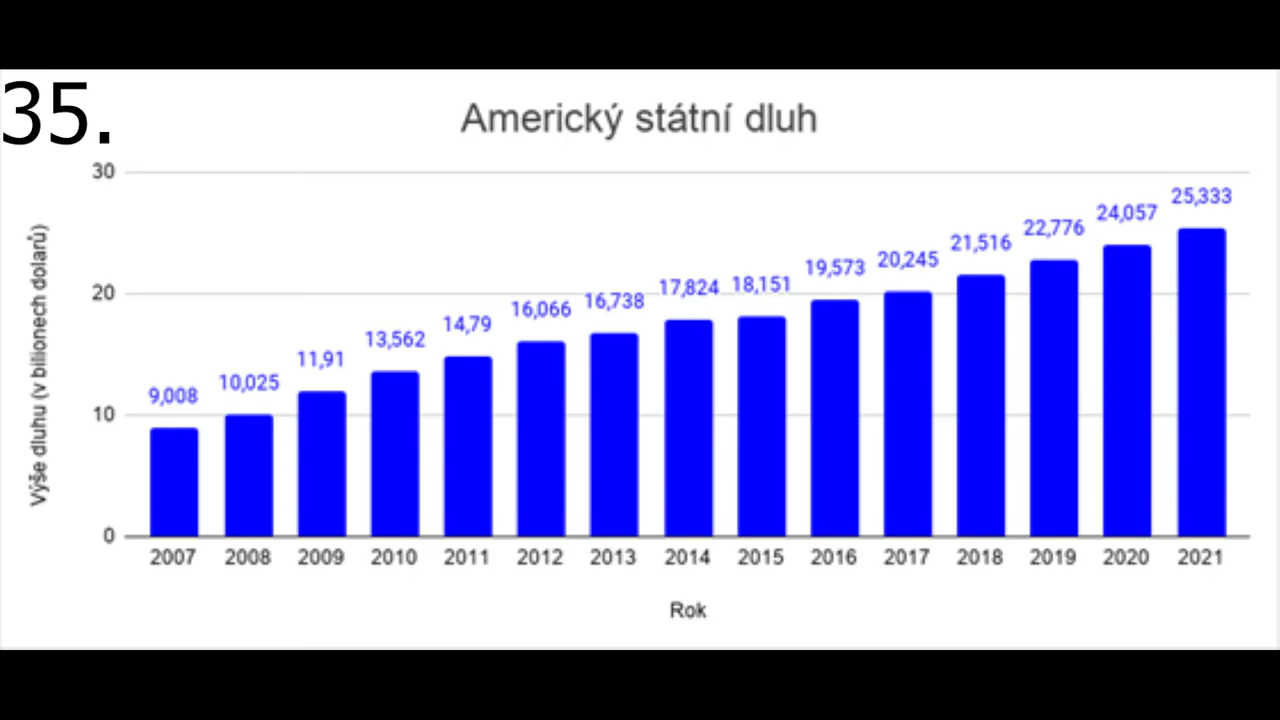 35.
Americký státní dluh
Výše dluhu (v bilionech dolarů)
30
20
10
0
9,008 10,025 11,91 13,562 14,79 16,066 16,738 17,824 18,151 19,573 20,245 21,516 22,776 24,057 25,333
2007 2008 2009 2010 2011 2012 2013 2014 2015 2016 2017 2018 2019 2020 2021
Rok